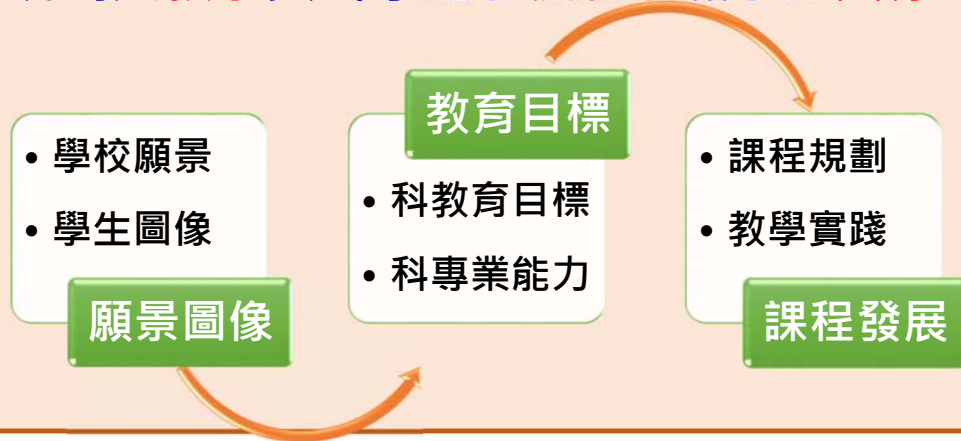 • 學校願景
• 學生圖像
願景圖像
教育目標
• 科教育目標
• 科專業能力
• 課程規劃
• 教學實踐
課程發展